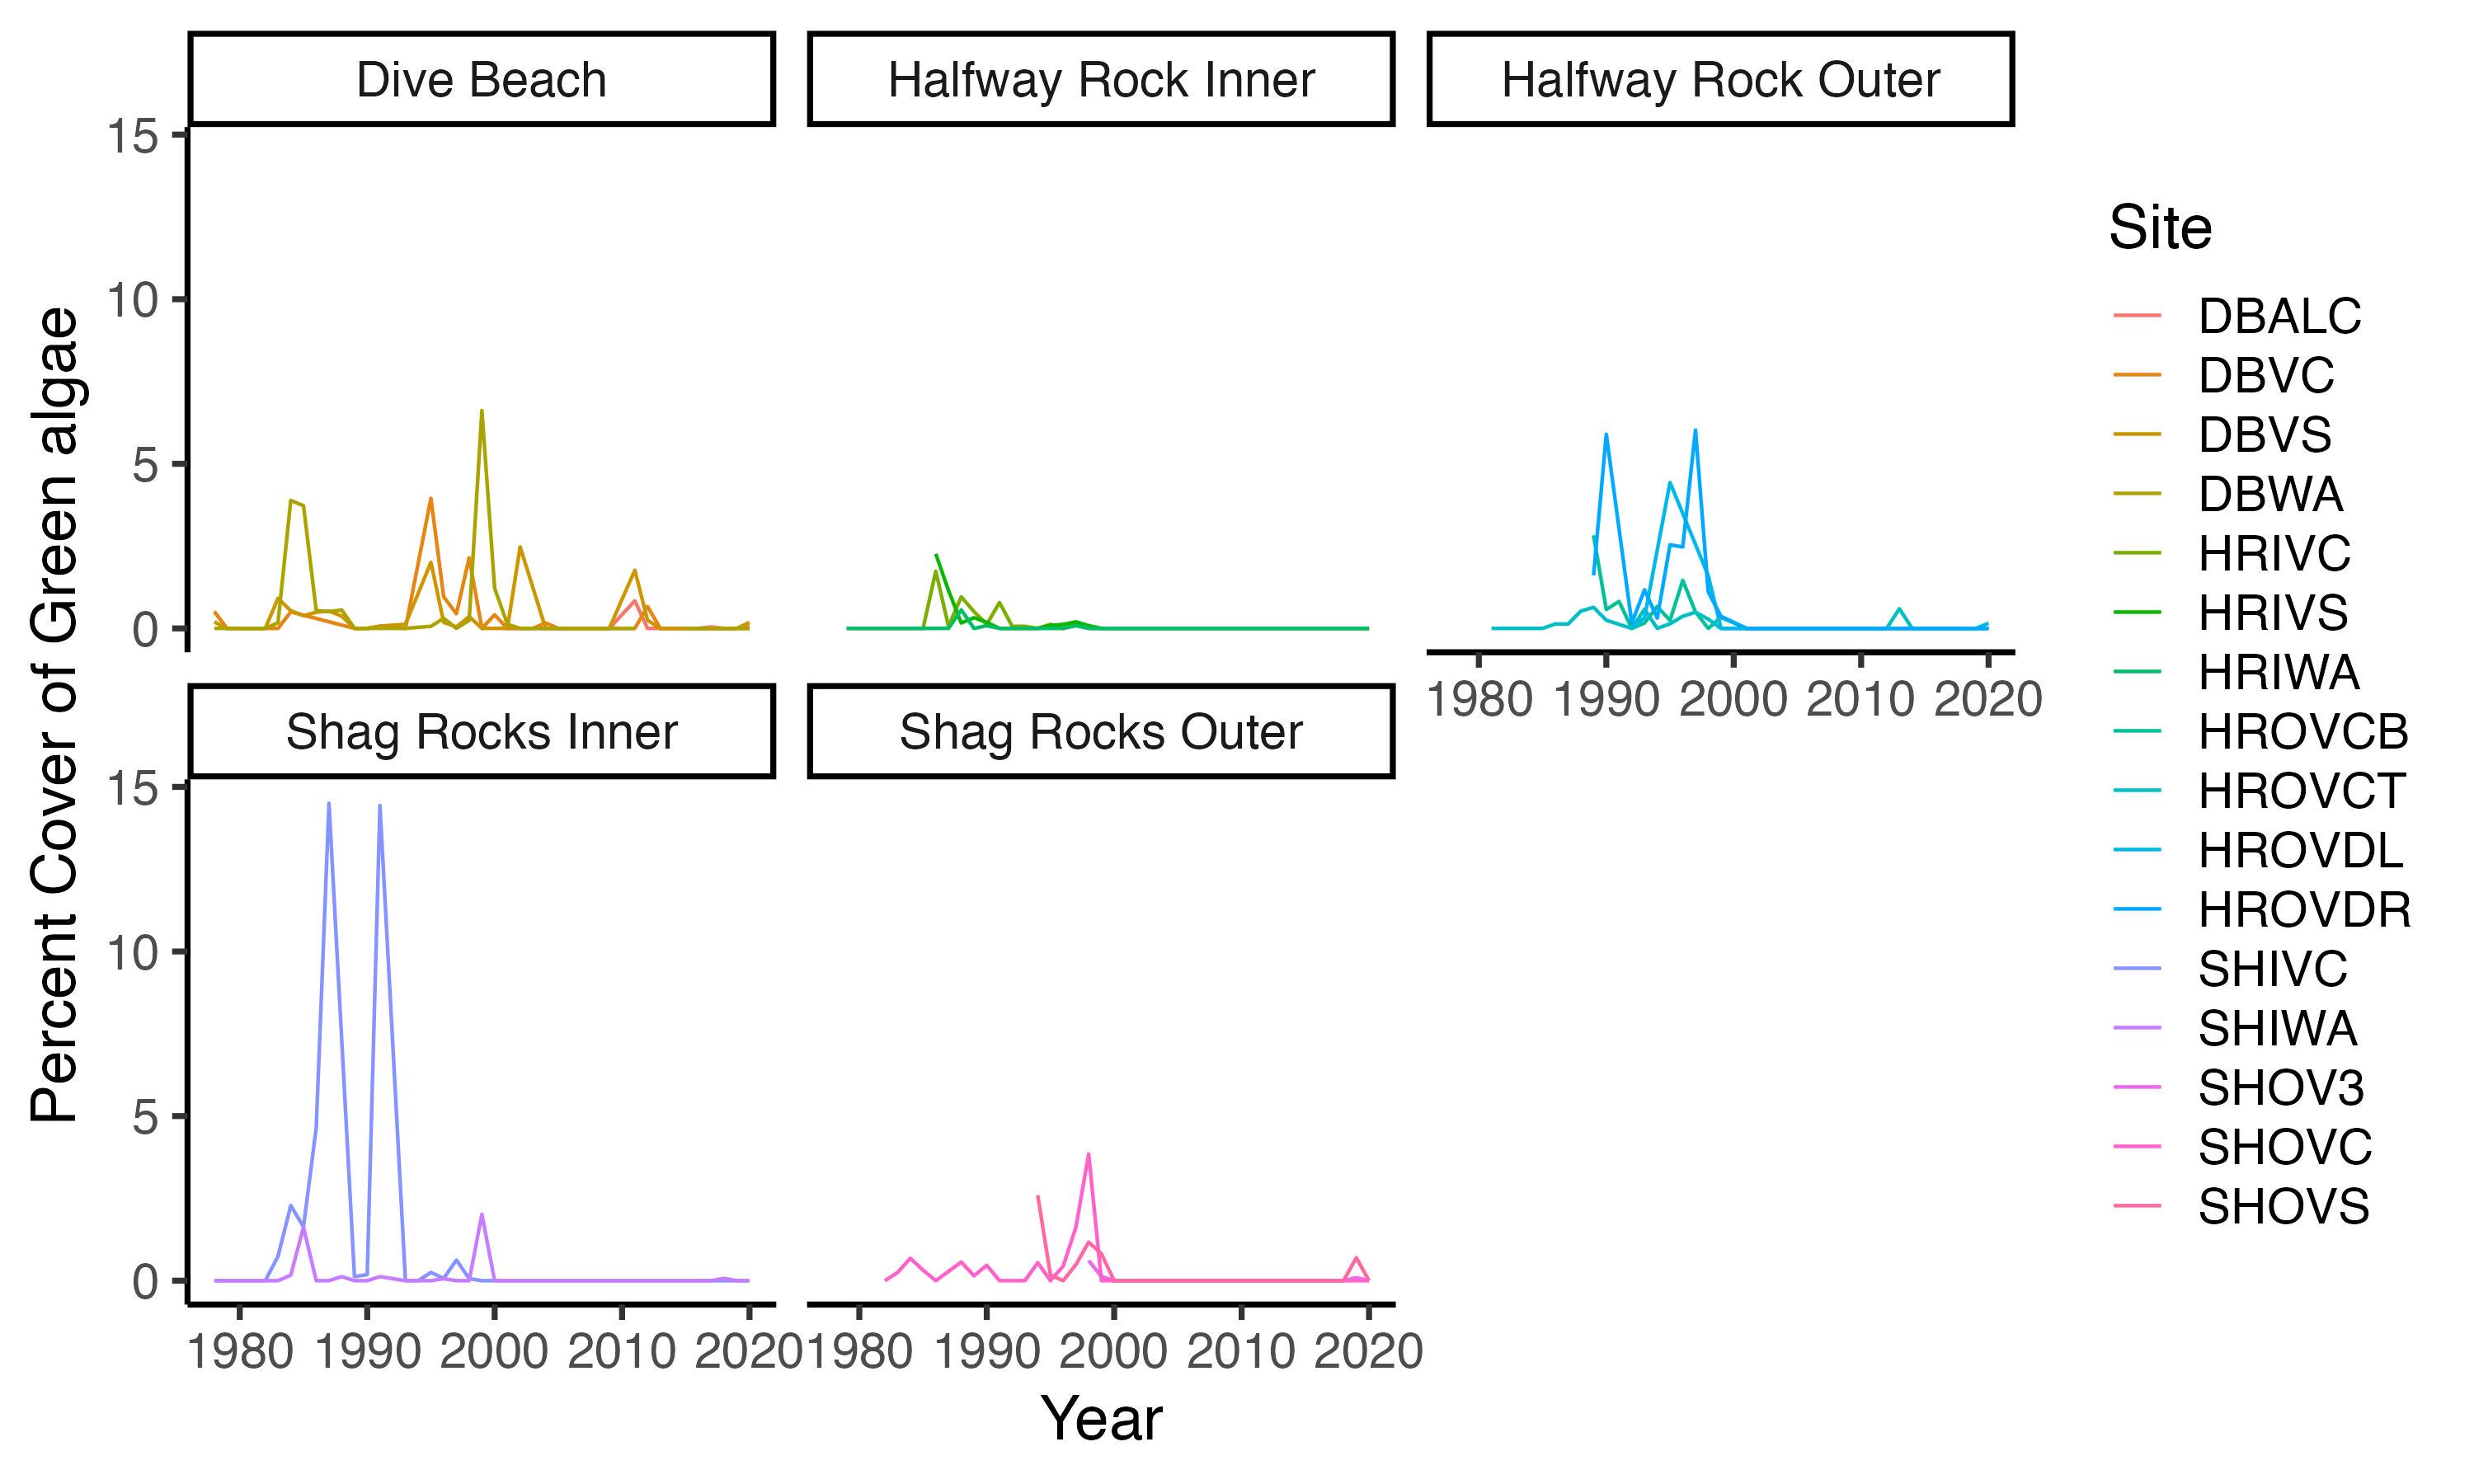 Dive Beach
Halfway Rock Inner
Halfway Rock Outer
15
10
5
0
1980 1990 2000 2010 2020
Shag Rocks Inner
Shag Rocks Outer
15
10
5
0
1980 1990 2000 2010 2020
1980 1990 2000 2010 2020
Year
Percent Cover of Green algae
Site
DBALC
DBVC
DBVS
DBWA
HRIVC
HRIVS
HRIWA
HROVCB
HROVCT
HROVDL
HROVDR
SHIVC
SHIWA
SHOV3
SHOVC
SHOVS